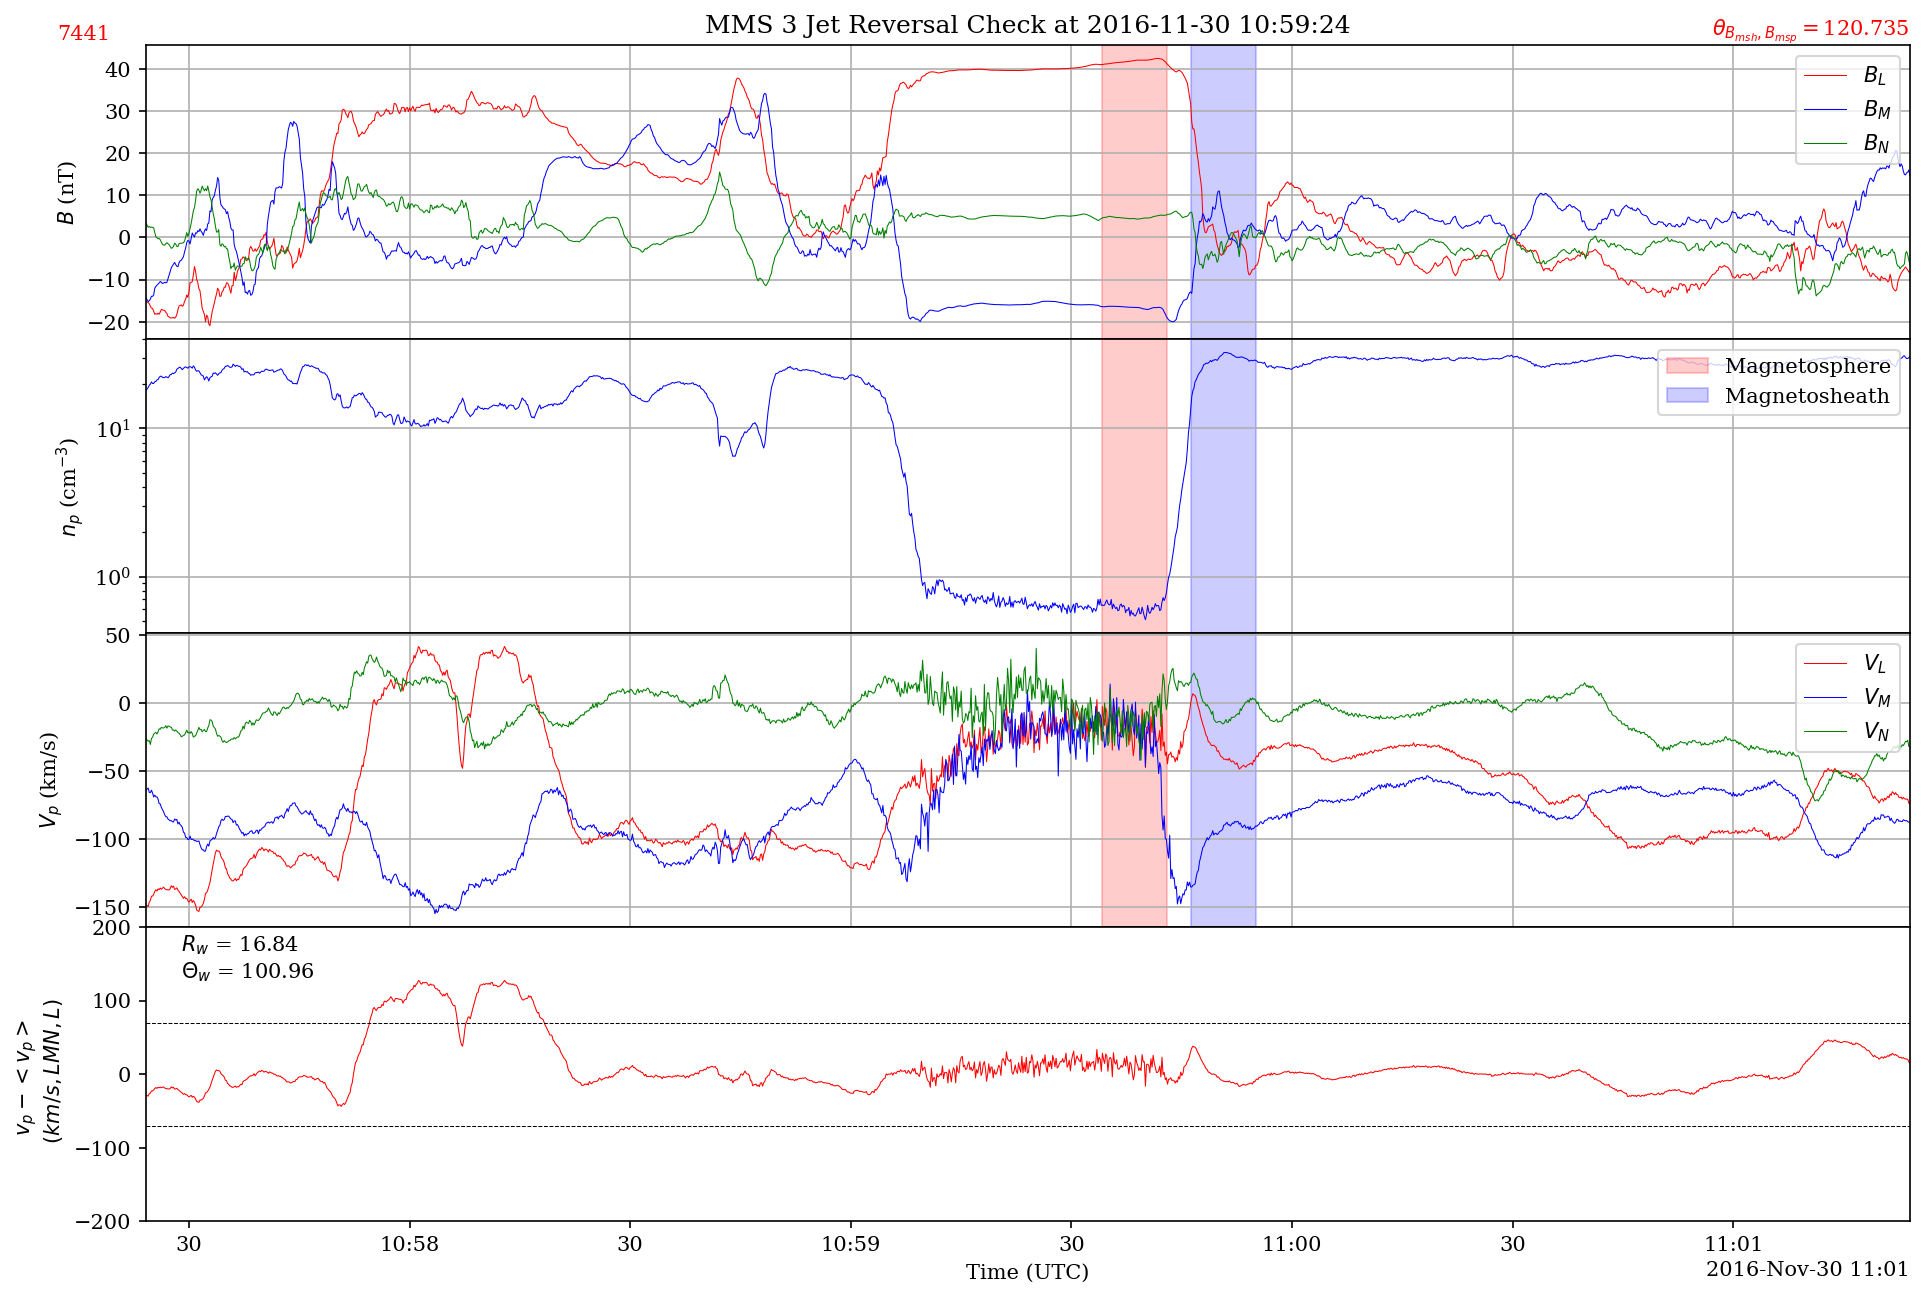 MMS 3 Jet Reversal Check at 2016-11-30 10:59:24
7441
θ_{B_{msh}, B_{msp}} = 120.735
B (nT)
40
30
20
10
0
−10
−20
B_L
B_M
B_N
n_p (cm^{−3})
10^1
10^0
Magnetosphere
Magnetosheath
V_p (km/s)
50
0
−50
−100
−150
V_L
V_M
V_N
v_p − < v_p >
(km/s, LMN, L)
200
100
0
−100
−200
R_w = 16.84
Θ_w = 100.96
30 10:58 30 10:59 30 11:00 30 11:01
Time (UTC)
2016-Nov-30 11:01